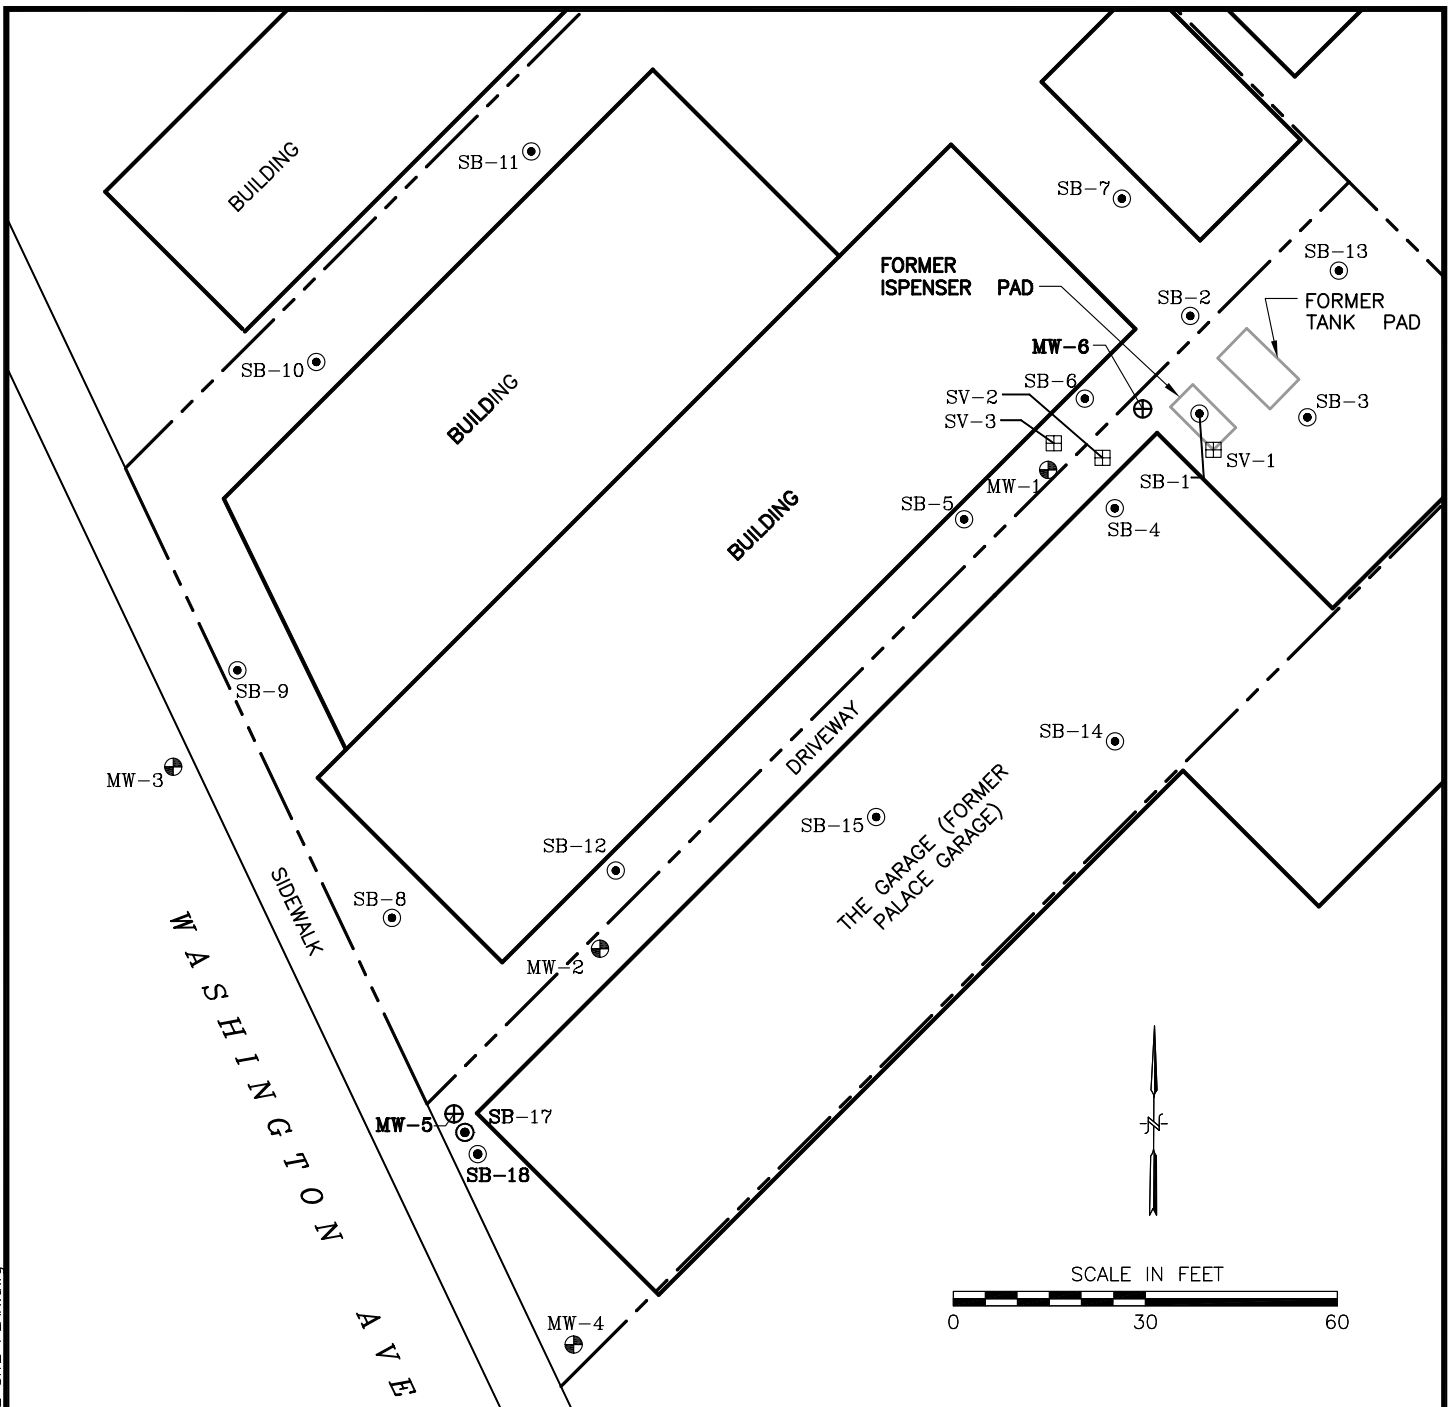 BUILDING
SB-11
SB-7
SB-13
FORMER
ISPENSER PAD
SB-2
FORMER
TANK PAD
MW-6
SB-10
SB-6
BUILDING
SV-2
SB-3
SV-3
SV-1
MW-1
SB-1
SB-5
BUILDING
SB-4
SB-9
DRIVEWAY
SB-14
MW-3
SB-15
THE GARAGE (FORMER
PALACE GARAGE)
SB-12
SIDEWALK
SB-8
MW-2
WASHINGTON AVE
MW-5
SB-17
SB-18
N
SCALE IN FEET
0 30 60
MW-4